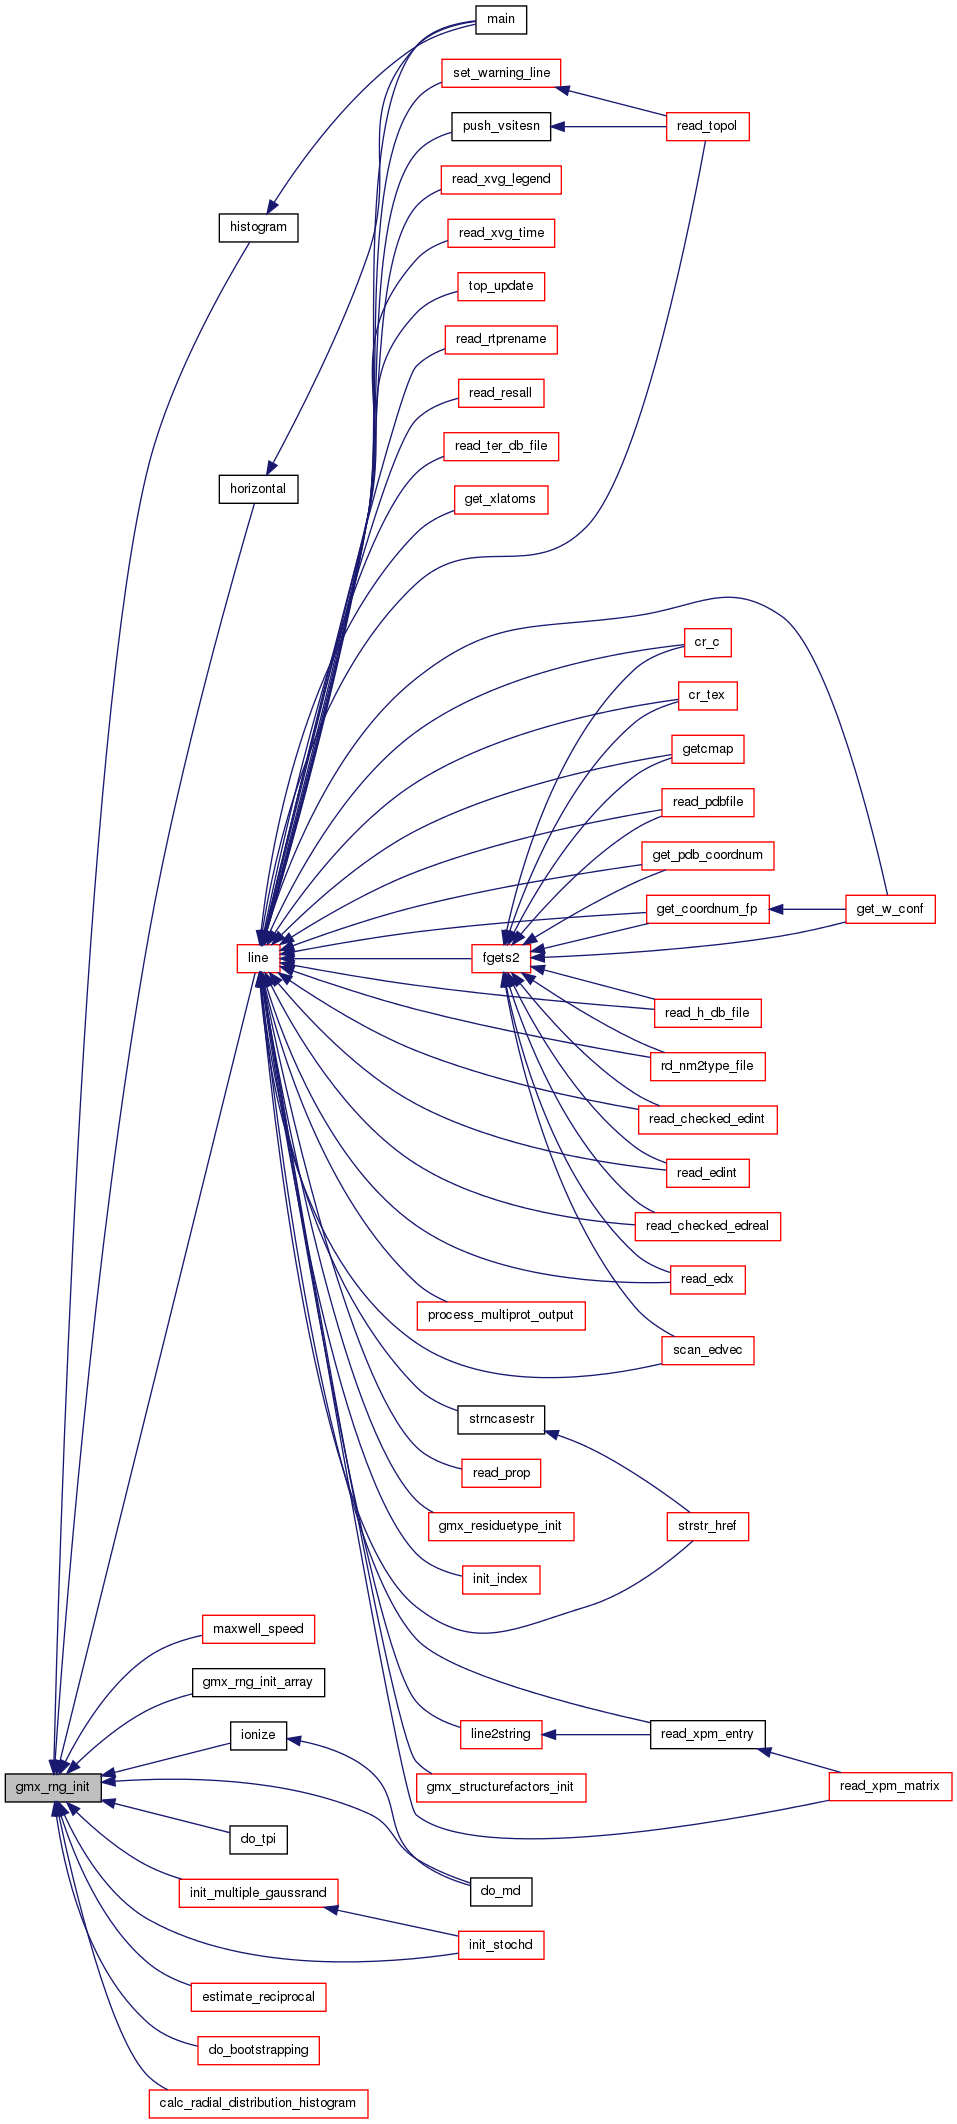 main
set_warning_line
push_vsitesn
read_topol
read_xvg_legend
histogram
read_xvg_time
top_update
read_rtprename
read_resall
read_ter_db_file
horizontal
get_xlatoms
cr_c
cr_tex
getcmap
read_pdbfile
get_pdb_coordnum
get_coordnum_fp
get_w_conf
line
fgets2
read_h_db_file
rd_nm2type_file
read_checked_edint
read_edint
read_checked_edreal
read_edx
process_multiprot_output
scan_edvec
strncasestr
read_prop
gmx_residuetype_init
strstr_href
init_index
maxwell_speed
gmx_rng_init_array
ionize
line2string
read_xpm_entry
gmx_rng_init
gmx_structurefactors_init
read_xpm_matrix
do_tpi
init_multiple_gaussrand
do_md
init_stochd
estimate_reciprocal
do_bootstrapping
calc_radial_distribution_histogram